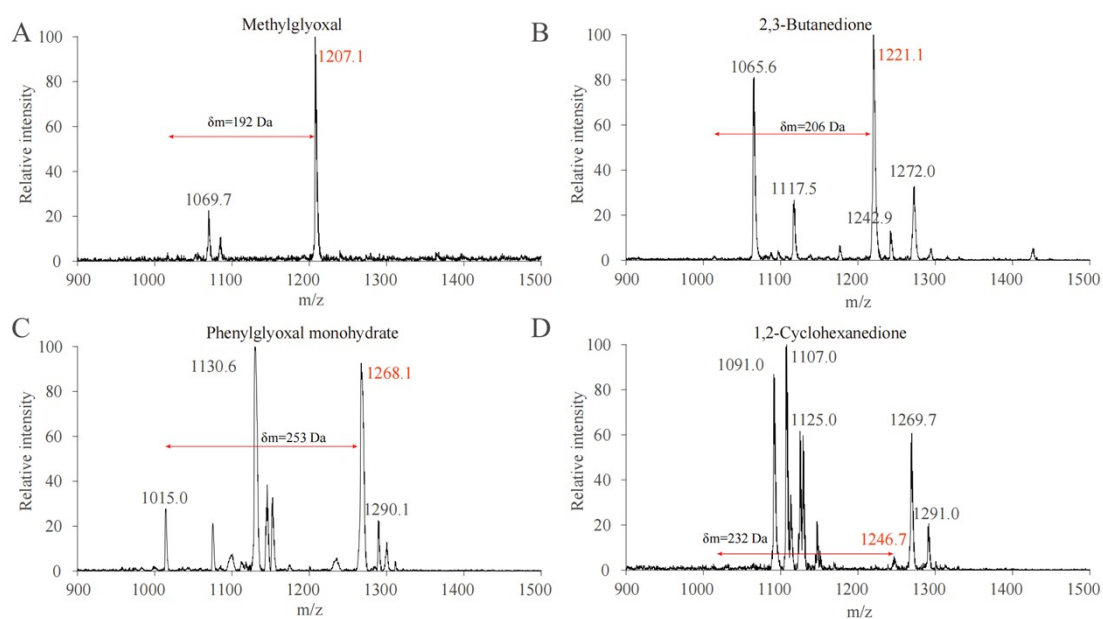 A
Methylglyoxal
100
80
60
40
20
0
Relative intensity
1207.1
δm=192 Da
1069.7
900 1000 1100 1200 1300 1400 1500
m/z
B
2,3-Butanedione
100
80
60
40
20
0
Relative intensity
1221.1
1065.6
δm=206 Da
1272.0
1117.5
1242.9
900 1000 1100 1200 1300 1400 1500
m/z
C
Phenylglyoxal monohydrate
100
80
60
40
20
0
Relative intensity
1130.6
1268.1
δm=253 Da
1015.0
1290.1
900 1000 1100 1200 1300 1400 1500
m/z
D
1,2-Cyclohexanedione
100
80
60
40
20
0
Relative intensity
1091.0
1107.0
1125.0
1269.7
1291.0
δm=232 Da
1246.7
900 1000 1100 1200 1300 1400 1500
m/z